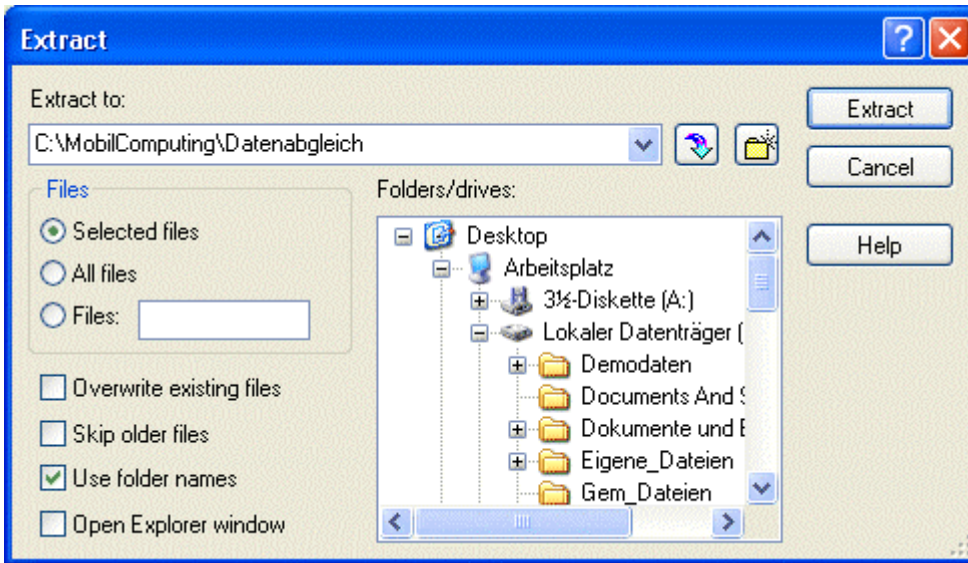 Extract
Extract to:
Extract
C:\MobilComputing\Datenabgleich
Cancel
Files
Folders/drives:
Selected files
Desktop
Help
All files
Arbeitsplatz
Files:
3½-Diskette (A:)
Lokaler Datenträger (
Demodaten
Overwrite existing files
Documents And S
Skip older files
Dokumente und E
Use folder names
Eigene_Dateien
Gem_Dateien
Open Explorer window